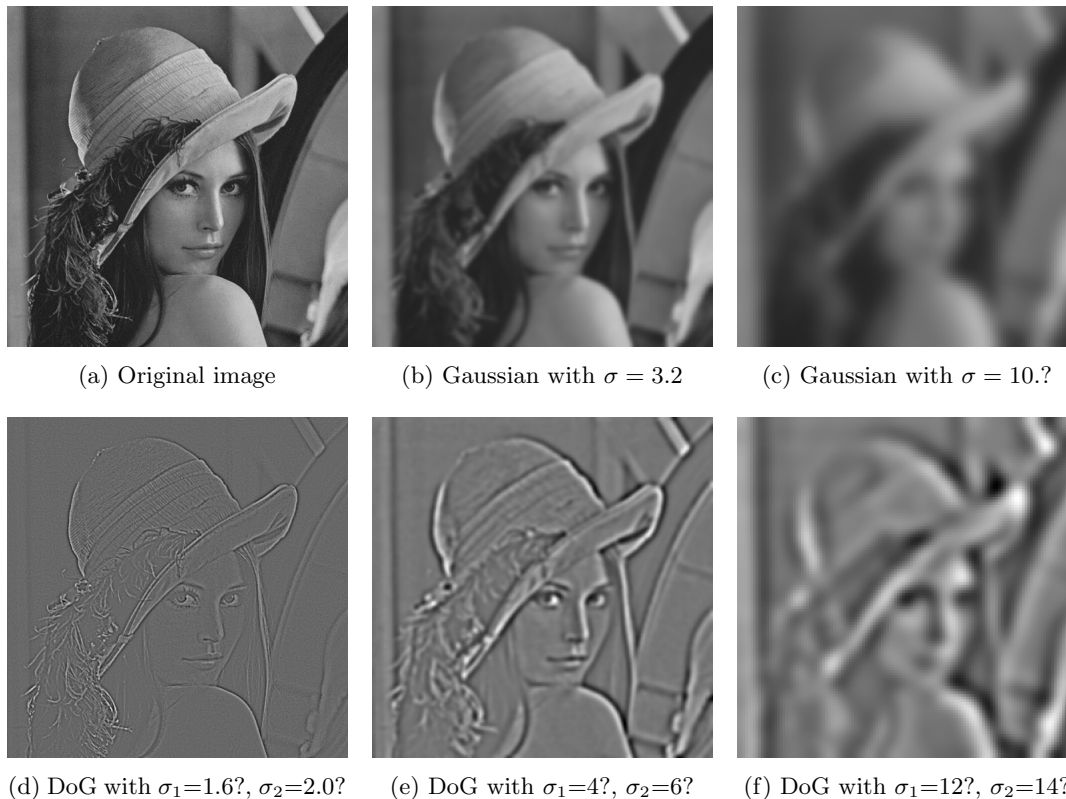 (a) Original image
(b) Gaussian with σ = 3.2
(c) Gaussian with σ = 10.?
(d) DoG with σ₁=1.6?, σ₂=2.0?
(e) DoG with σ₁=4?, σ₂=6?
(f) DoG with σ₁=12?, σ₂=14?